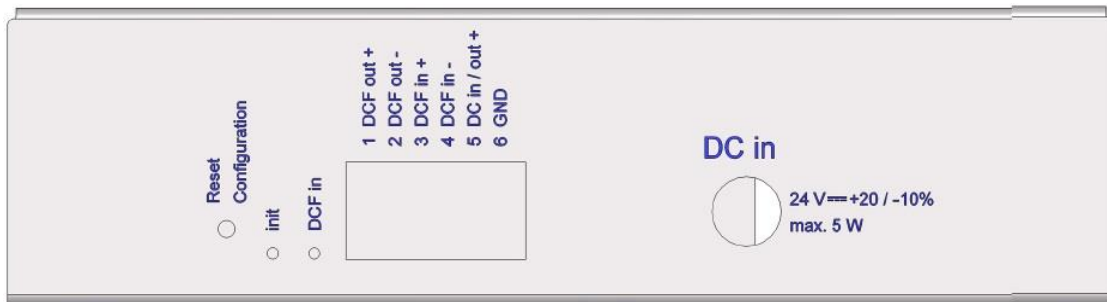 Reset
Configuration
init
DCF in
1 DCF out +
2 DCF out -
3 DCF in +
4 DCF in -
5 DC in / out +
6 GND
DC in
24 V⎓+20 / -10%
max. 5 W